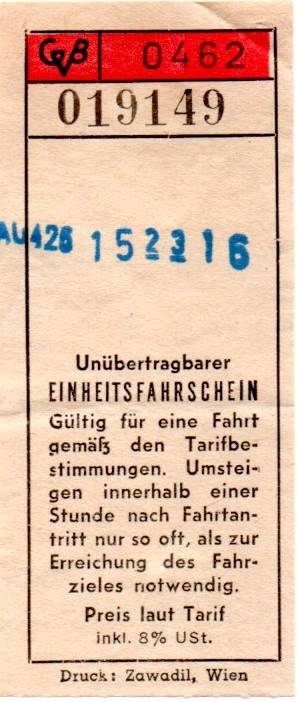 GVB 0462
019149
AU426 152316
Unübertragbarer
EINHEITSFAHRSCHEIN
Gültig für eine Fahrt
gemäß den Tarifbe-
stimmungen. Umstei-
gen innerhalb einer
Stunde nach Fahrtan-
tritt nur so oft, als zur
Erreichung des Fahr-
zieles notwendig.
Preis laut Tarif
inkl. 8% USt.
Druck: Zawadil, Wien